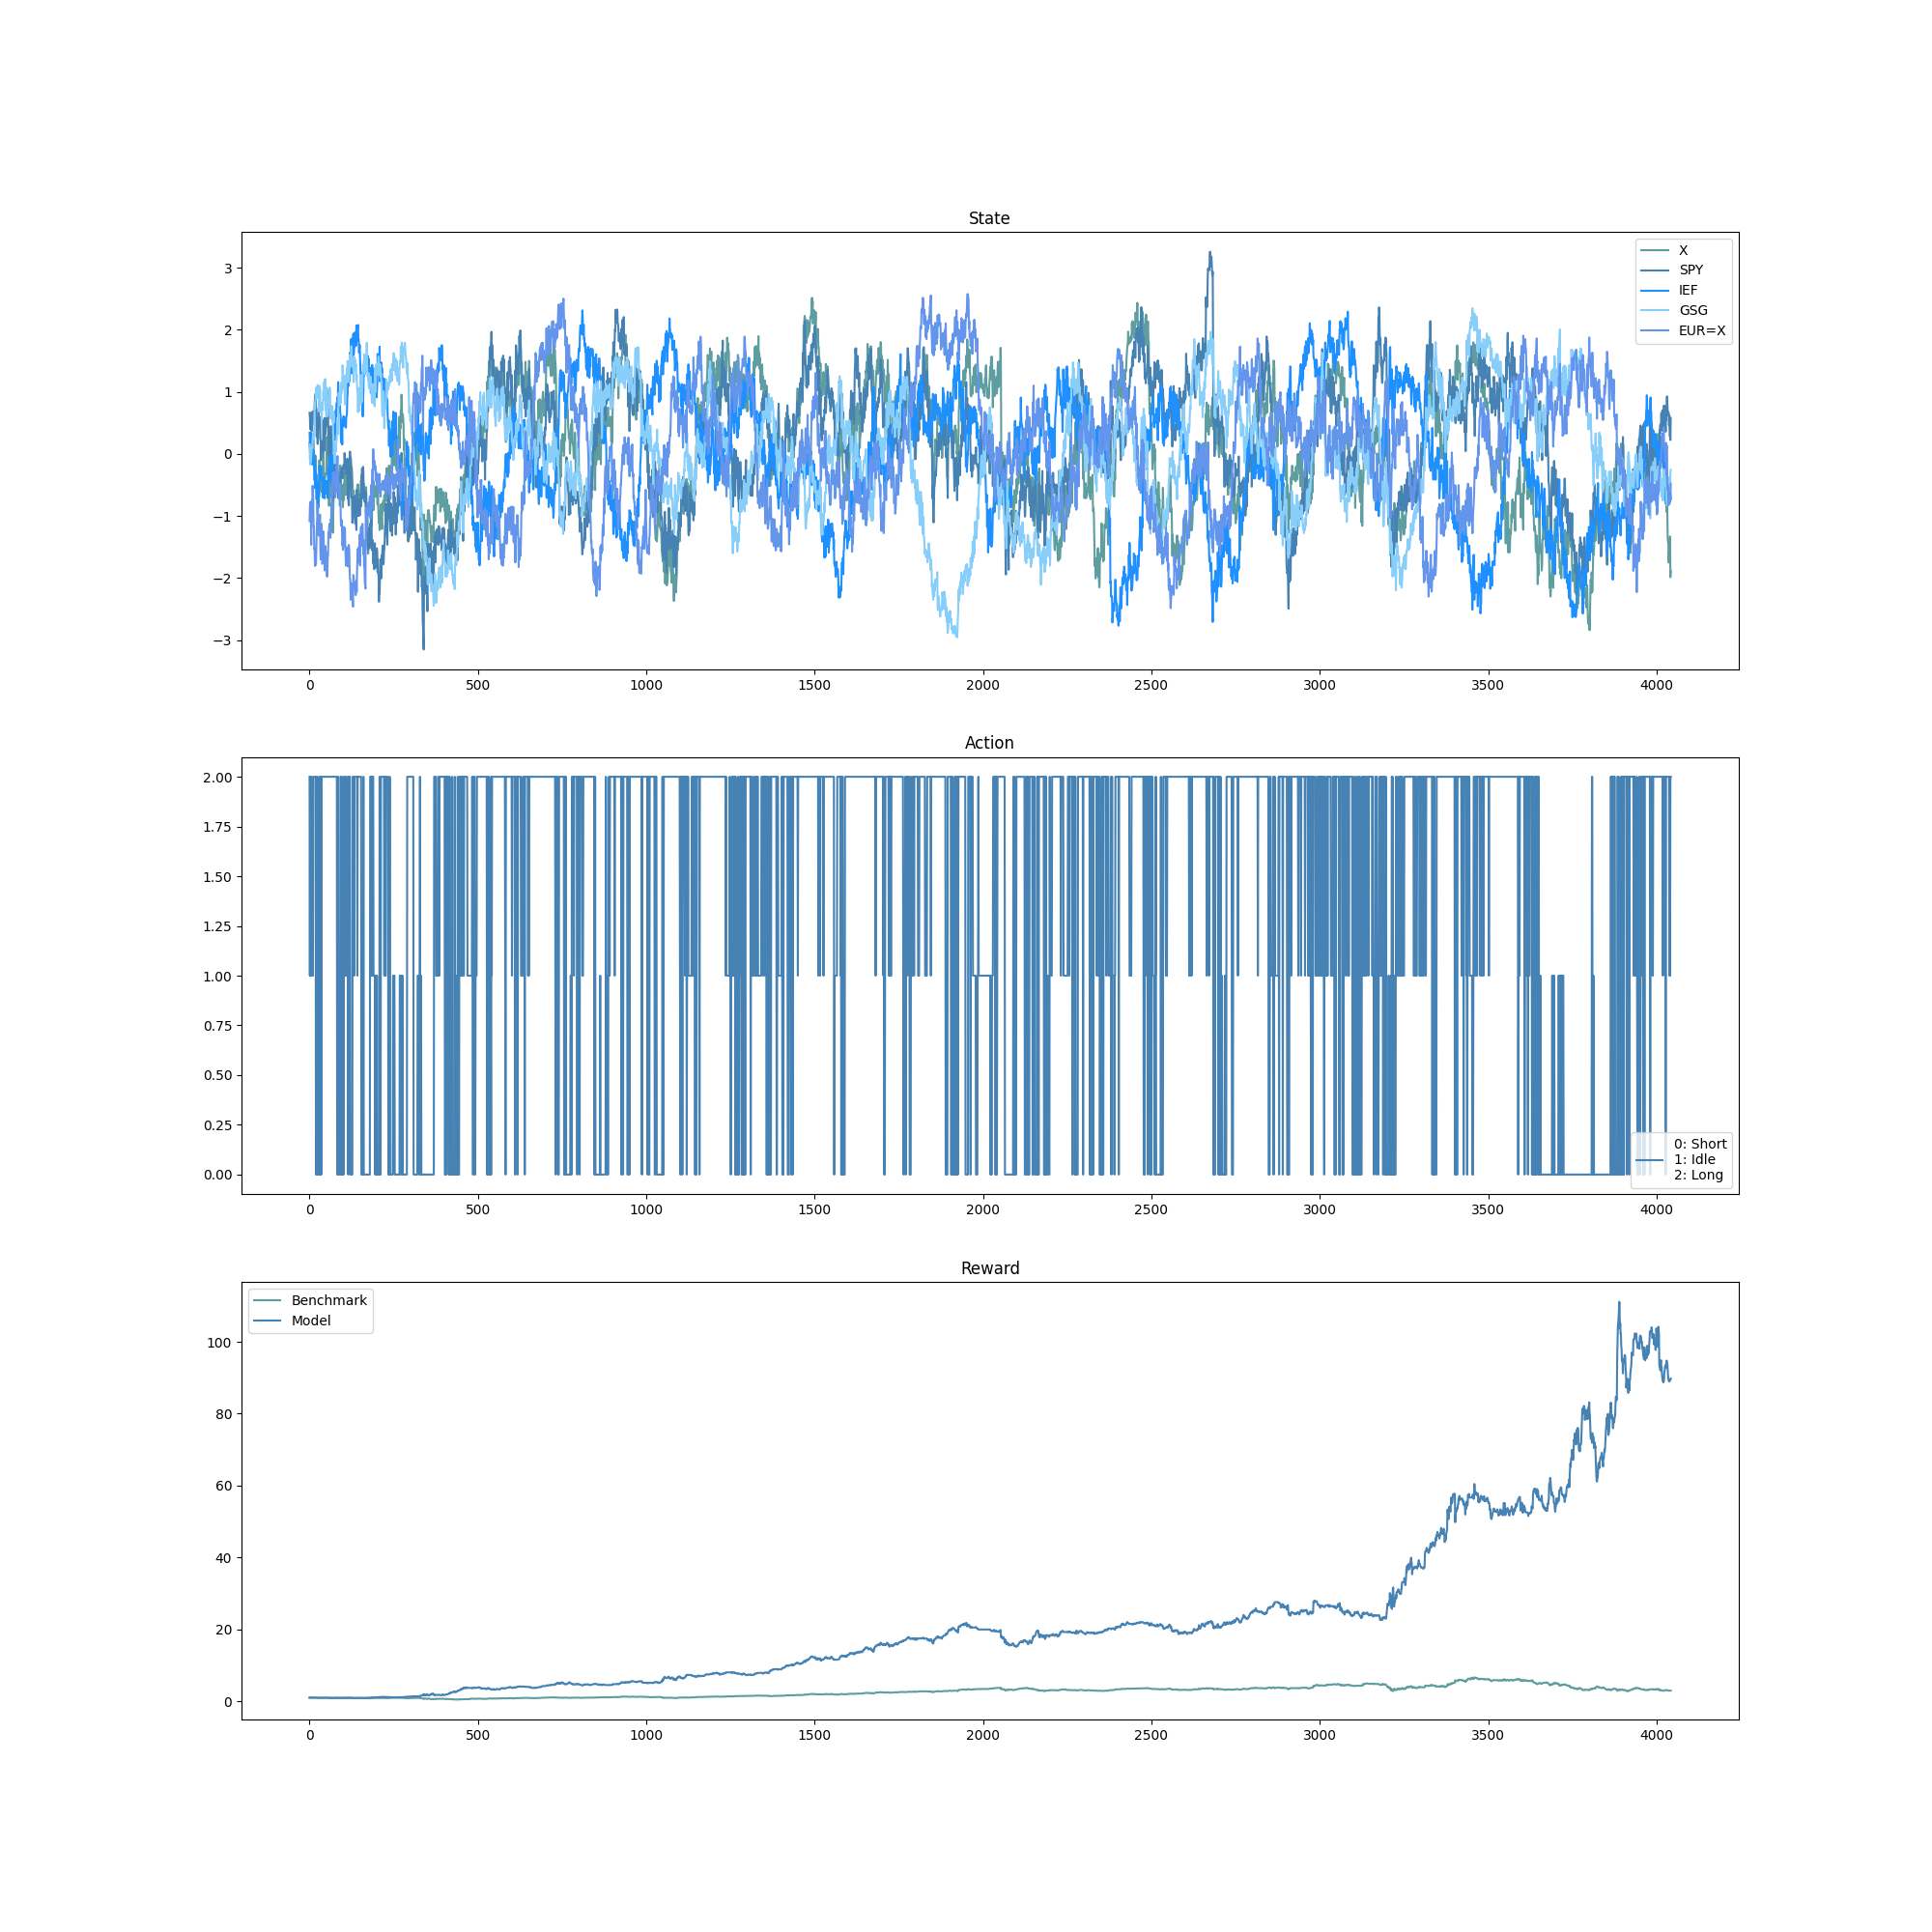 State
3
2
1
0
−1
−2
−3
X
SPY
IEF
GSG
EUR=X
0 500 1000 1500 2000 2500 3000 3500 4000
Action
2.00
1.75
1.50
1.25
1.00
0.75
0.50
0.25
0.00
0: Short
1: Idle
2: Long
0 500 1000 1500 2000 2500 3000 3500 4000
Reward
Benchmark
Model
100
80
60
40
20
0
0 500 1000 1500 2000 2500 3000 3500 4000